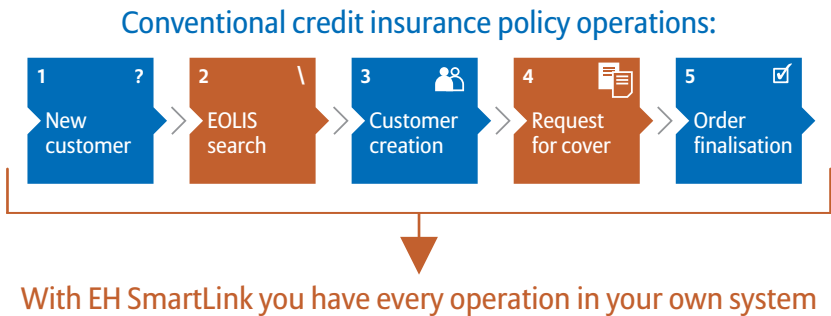 Conventional credit insurance policy operations:
1 ?
New
customer
2 \
EOLIS
search
3
Customer
creation
4
Request
for cover
5
Order
finalisation
With EH SmartLink you have every operation in your own system